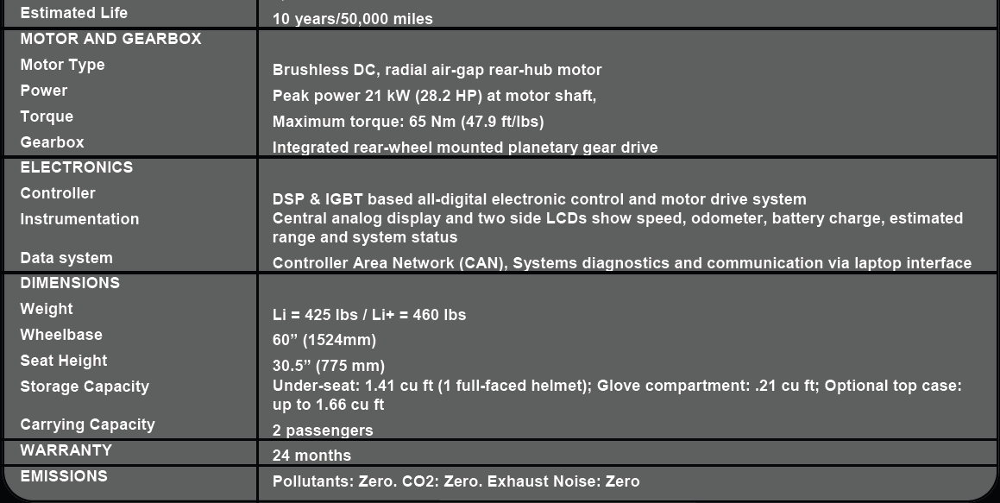 Estimated Life
10 years/50,000 miles
MOTOR AND GEARBOX
Motor Type
Brushless DC, radial air-gap rear-hub motor
Power
Peak power 21 kW (28.2 HP) at motor shaft,
Torque
Maximum torque: 65 Nm (47.9 ft/lbs)
Gearbox
Integrated rear-wheel mounted planetary gear drive
ELECTRONICS
Controller
DSP & IGBT based all-digital electronic control and motor drive system
Instrumentation
Central analog display and two side LCDs show speed, odometer, battery charge, estimated
range and system status
Data system
Controller Area Network (CAN), Systems diagnostics and communication via laptop interface
DIMENSIONS
Weight
Li = 425 lbs / Li+ = 460 lbs
Wheelbase
60” (1524mm)
Seat Height
30.5” (775 mm)
Storage Capacity
Under-seat: 1.41 cu ft (1 full-faced helmet); Glove compartment: .21 cu ft; Optional top case:
up to 1.66 cu ft
Carrying Capacity
2 passengers
WARRANTY
24 months
EMISSIONS
Pollutants: Zero. CO2: Zero. Exhaust Noise: Zero